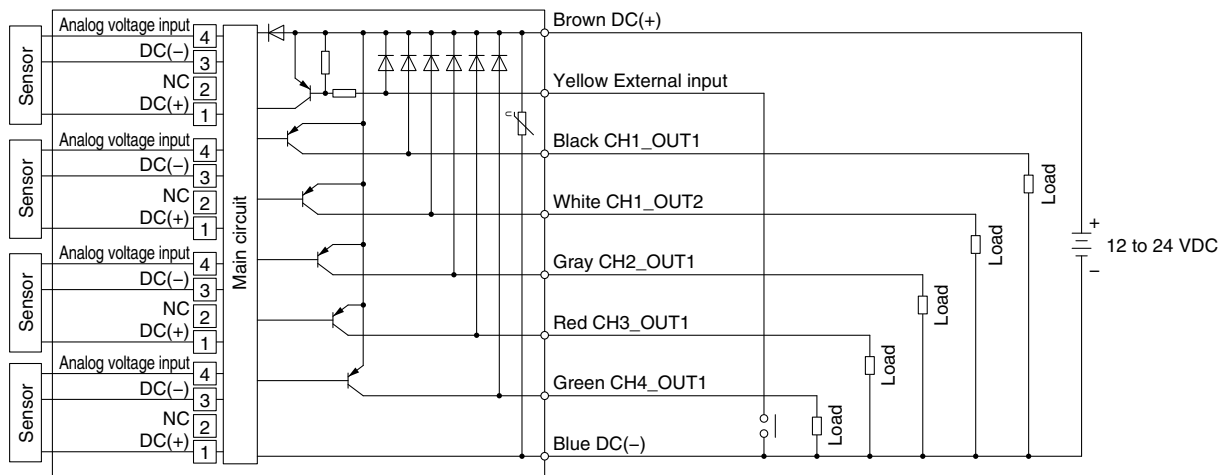 Sensor
Analog voltage input 4
DC(−) 3
NC 2
DC(+) 1
Sensor
Analog voltage input 4
DC(−) 3
NC 2
DC(+) 1
Sensor
Analog voltage input 4
DC(−) 3
NC 2
DC(+) 1
Sensor
Analog voltage input 4
DC(−) 3
NC 2
DC(+) 1
Main circuit
Brown DC(+)
Yellow External input
Black CH1_OUT1
White CH1_OUT2
Gray CH2_OUT1
Red CH3_OUT1
Green CH4_OUT1
Blue DC(−)
Load
Load
Load
Load
Load
+
12 to 24 VDC
−